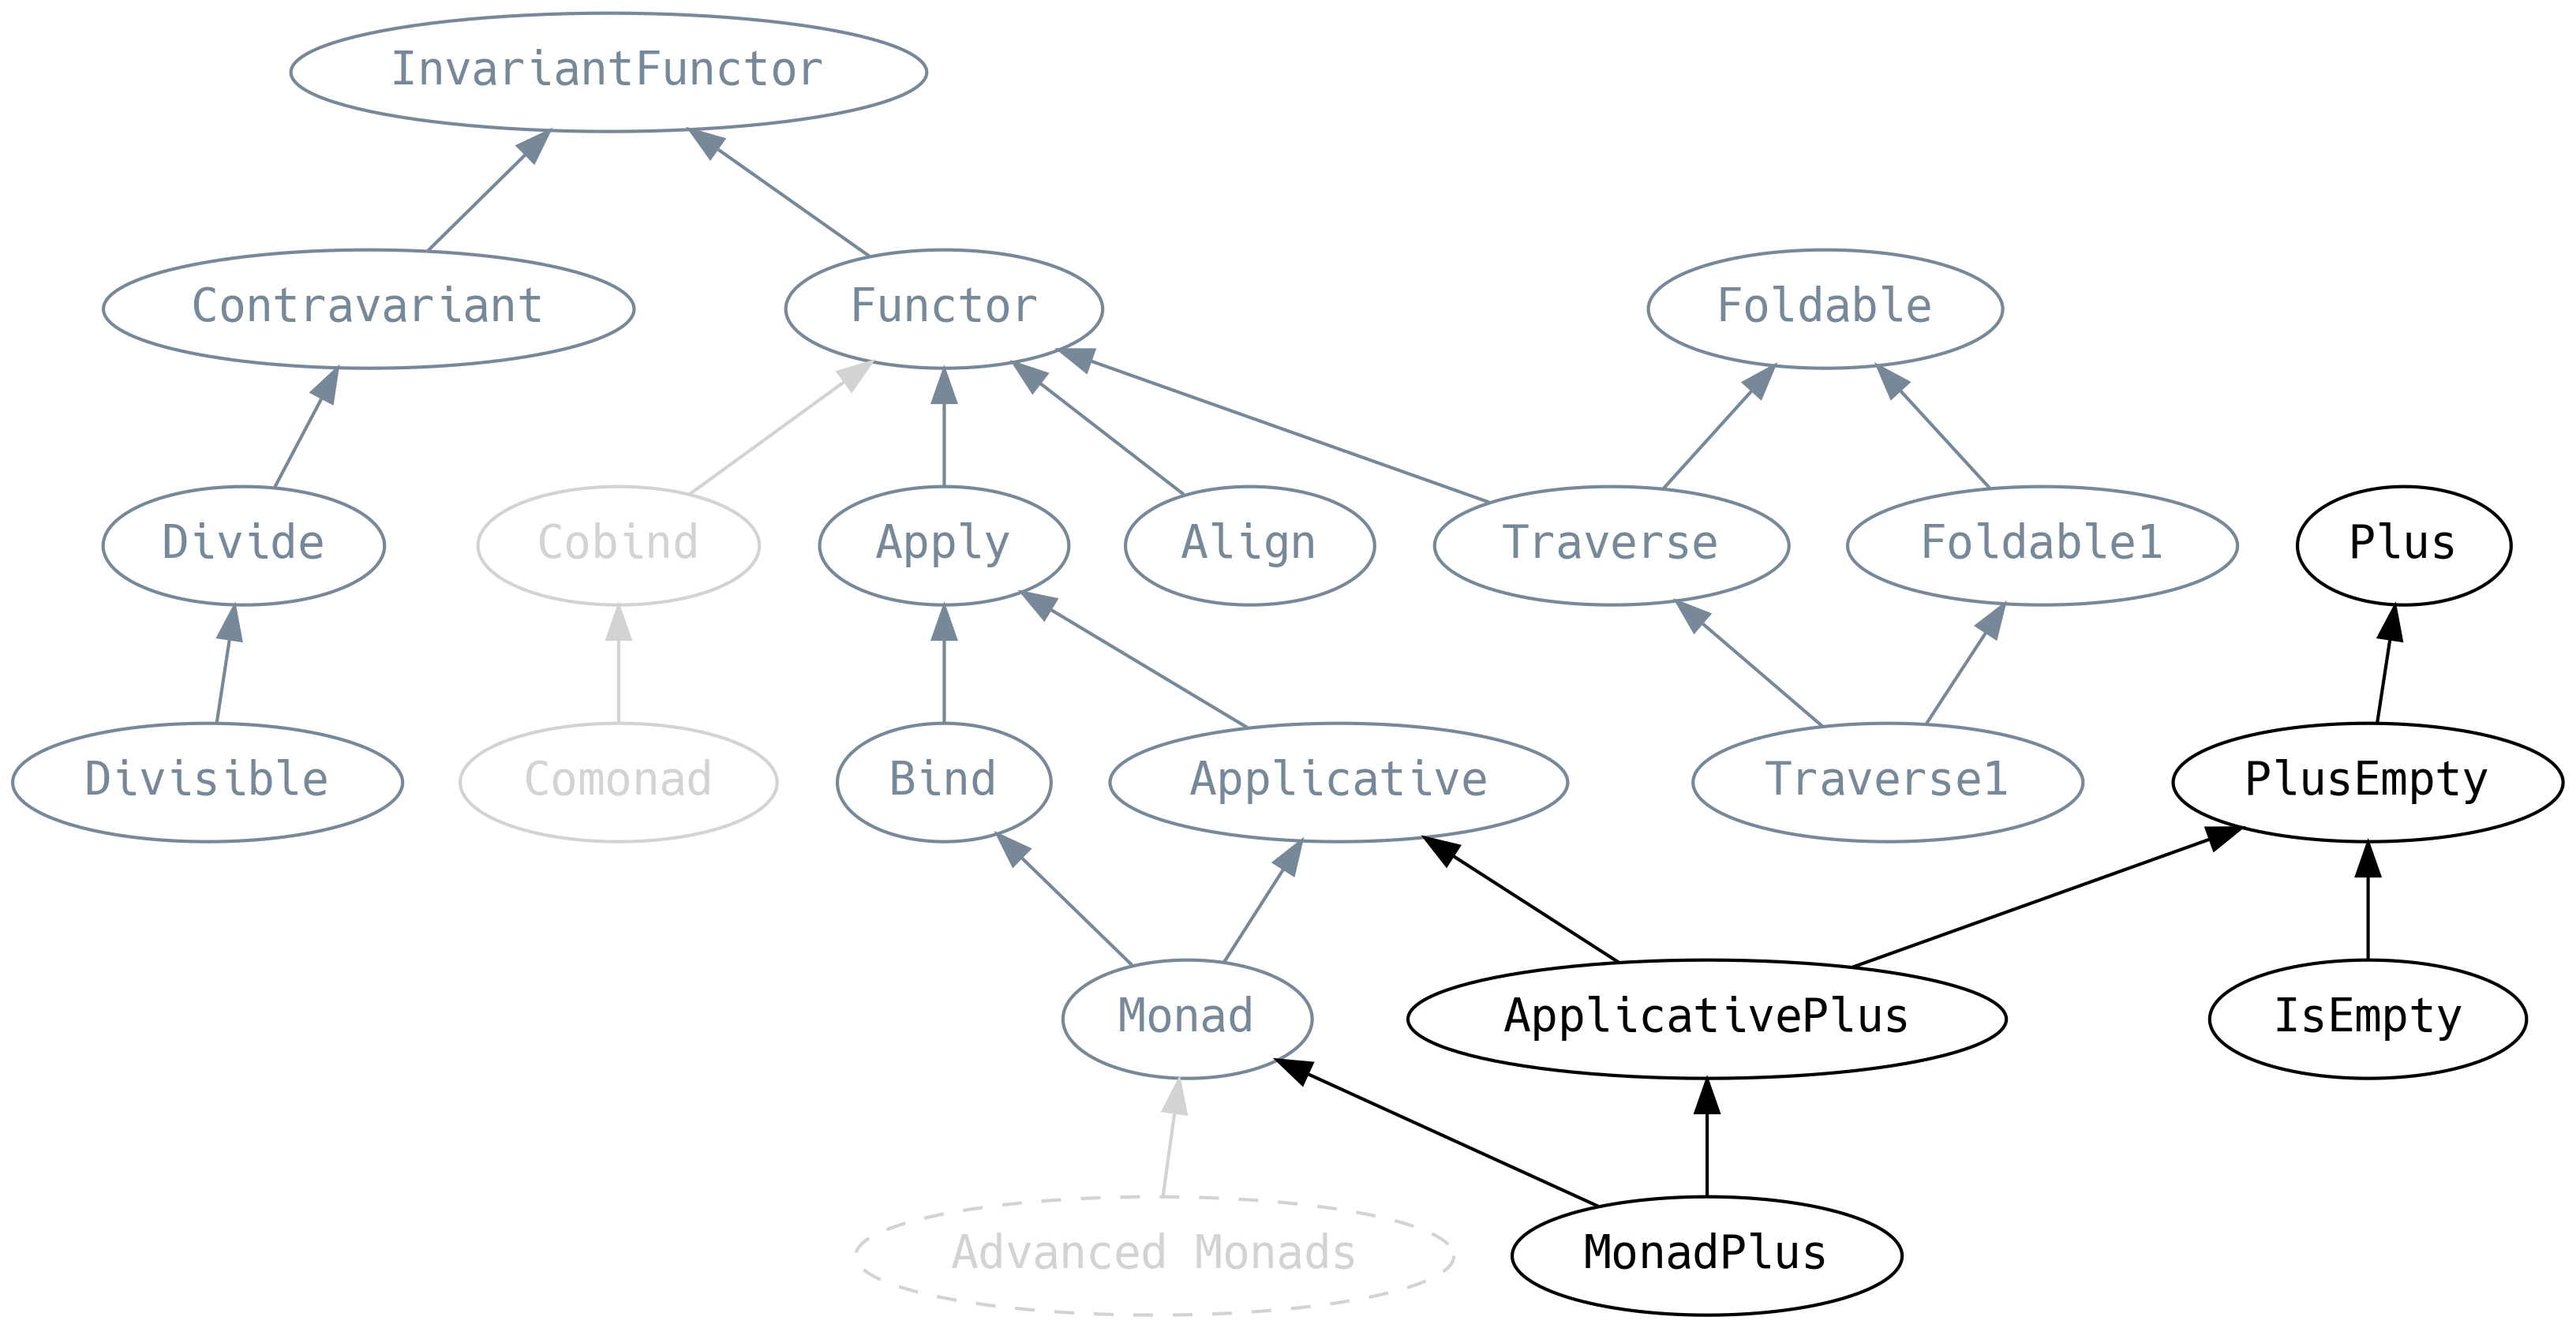 InvariantFunctor
Contravariant
Functor
Foldable
Divide
Cobind
Apply
Align
Traverse
Foldable1
Plus
Divisible
Comonad
Bind
Applicative
Traverse1
PlusEmpty
Monad
ApplicativePlus
IsEmpty
Advanced Monads
MonadPlus